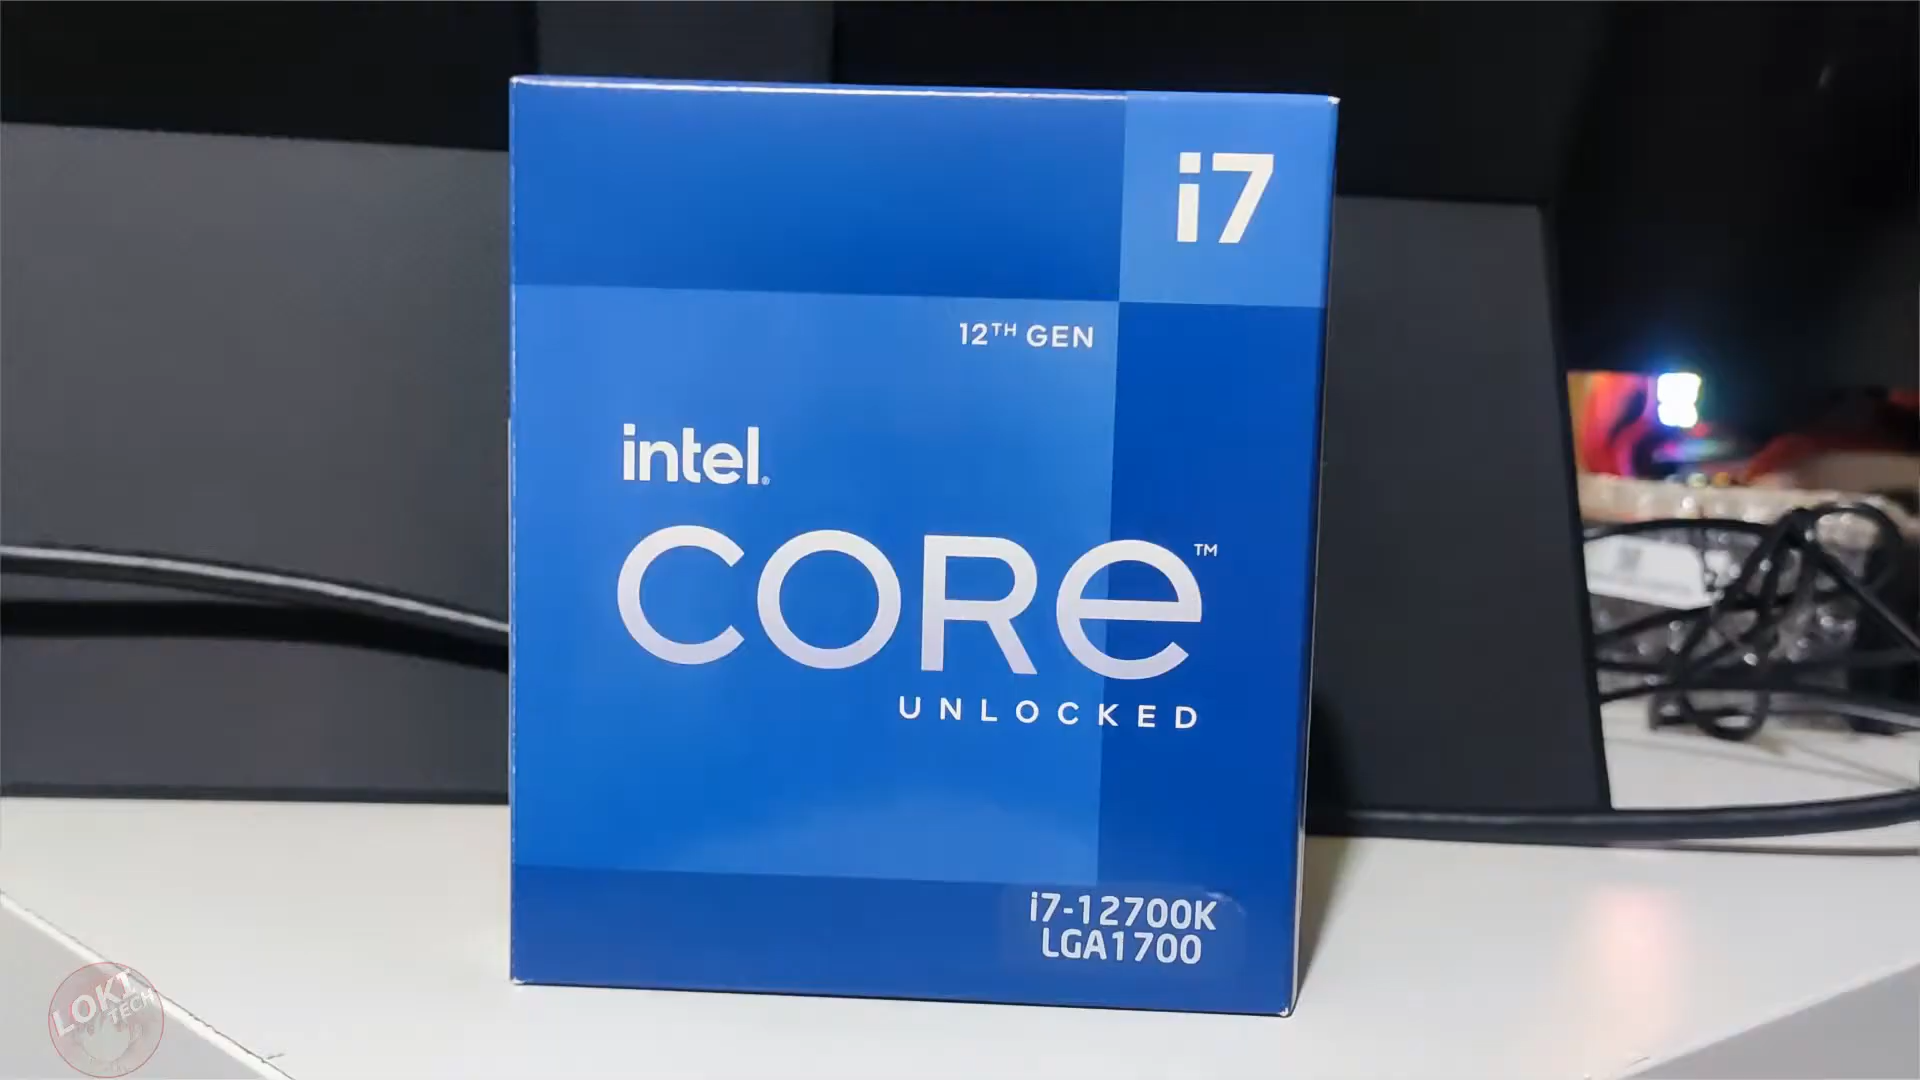 i7
12TH GEN
intel®
CORE™
UNLOCKED
i7-12700K
LGA1700
LOKI
TECH